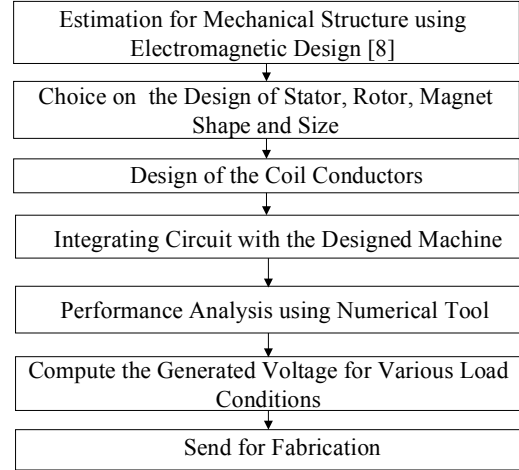 Estimation for Mechanical Structure using
Electromagnetic Design [8]
Choice on the Design of Stator, Rotor, Magnet
Shape and Size
Design of the Coil Conductors
Integrating Circuit with the Designed Machine
Performance Analysis using Numerical Tool
Compute the Generated Voltage for Various Load
Conditions
Send for Fabrication